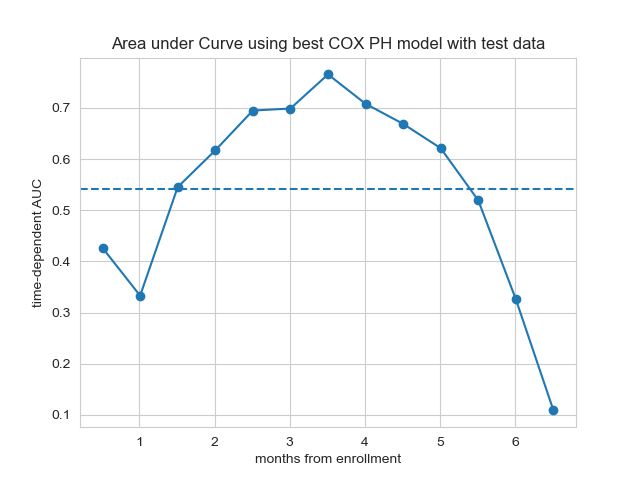 Area under Curve using best COX PH model with test data
time-dependent AUC
0.7
0.6
0.5
0.4
0.3
0.2
0.1
1 2 3 4 5 6
months from enrollment